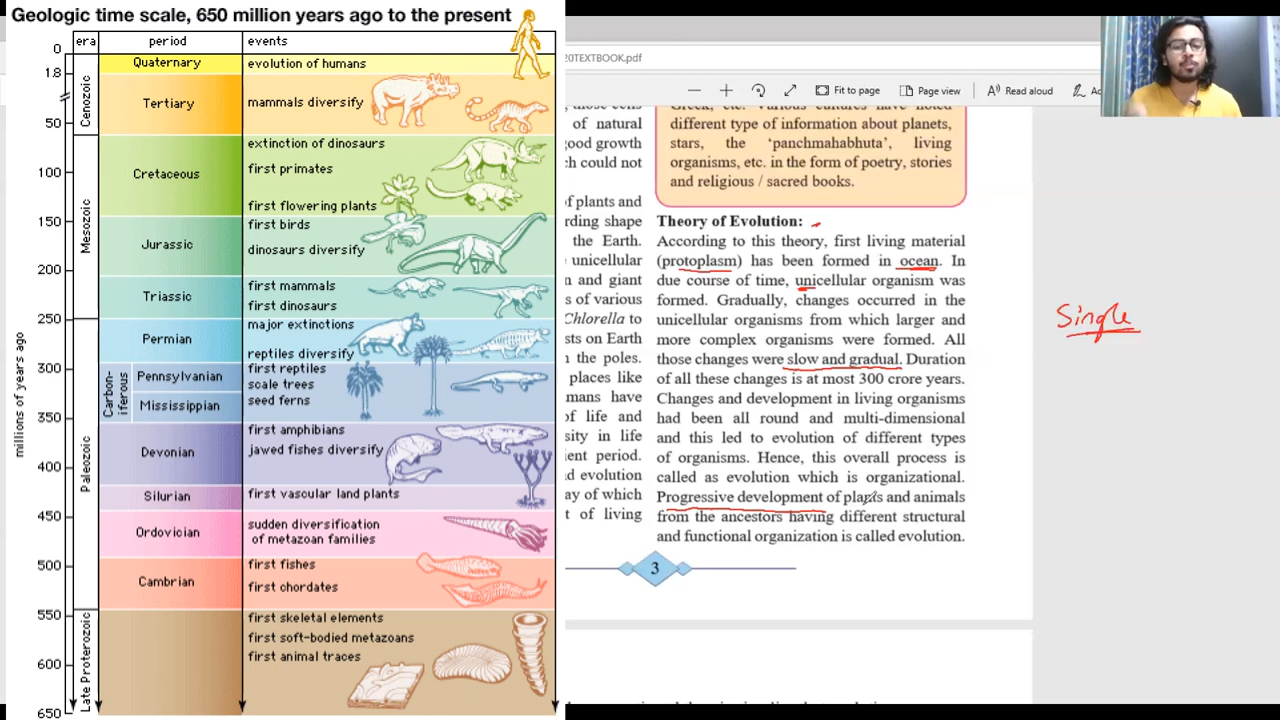 Geologic time scale, 650 million years ago to the present
era period events
0
1.8
50
100
150
200
250
300
350
400
450
500
550
600
650
millions of years ago
Cenozoic
Mesozoic
Paleozoic
Late Proterozoic
Quaternary
evolution of humans
Tertiary
mammals diversify
Cretaceous
extinction of dinosaurs
first primates
first flowering plants
Jurassic
first birds
dinosaurs diversify
Triassic
first mammals
first dinosaurs
Permian
major extinctions
reptiles diversify
Carbon-
iferous
Pennsylvanian
Mississippian
first reptiles
scale trees
seed ferns
Devonian
first amphibians
jawed fishes diversify
Silurian
first vascular land plants
Ordovician
sudden diversification
of metazoan families
Cambrian
first fishes
first chordates
first skeletal elements
first soft-bodied metazoans
first animal traces
20TEXTBOOK.pdf
Fit to page
Page view
Read aloud
of natural
good growth
ch could not
of plants and
rding shape
the Earth.
unicellular
n and giant
s of various
Chlorella to
sts on Earth
n the poles.
places like
mans have
of life and
sity in life
ient period.
d evolution
ay of which
t of living
Greek, etc. Various cultures have noted
different type of information about planets,
stars, the ‘panchmahabhuta’, living
organisms, etc. in the form of poetry, stories
and religious / sacred books.
Theory of Evolution:
According to this theory, first living material
(protoplasm) has been formed in ocean. In
due course of time, unicellular organism was
formed. Gradually, changes occurred in the
unicellular organisms from which larger and
more complex organisms were formed. All
those changes were slow and gradual. Duration
of all these changes is at most 300 crore years.
Changes and development in living organisms
had been all round and multi-dimensional
and this led to evolution of different types
of organisms. Hence, this overall process is
called as evolution which is organizational.
Progressive development of plants and animals
from the ancestors having different structural
and functional organization is called evolution.
3
Single